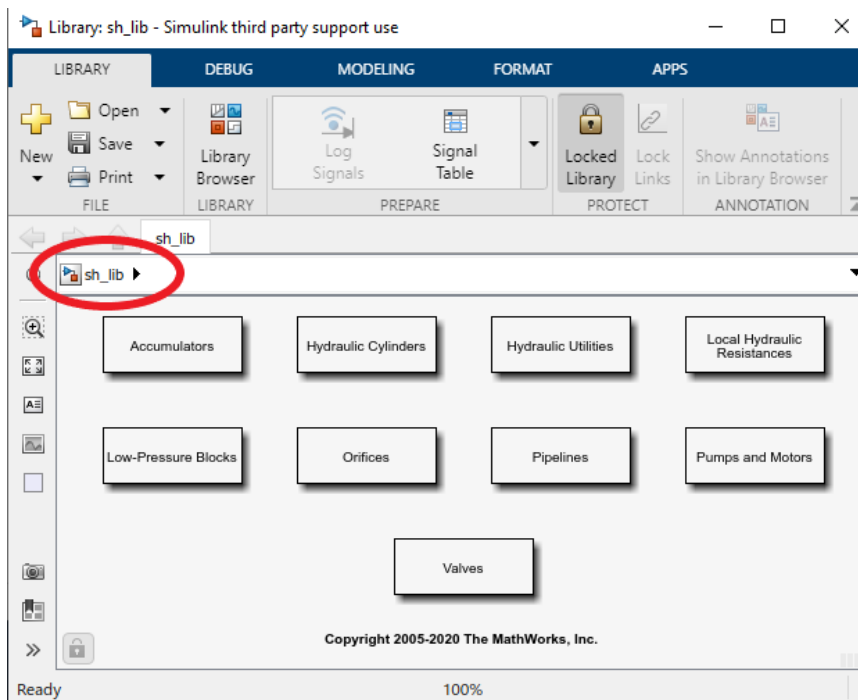 Library: sh_lib - Simulink third party support use
LIBRARY DEBUG MODELING FORMAT APPS
New
Open
Save
Print
FILE
Library
Browser
LIBRARY
Log
Signals
Signal
Table
PREPARE
Locked
Library
Lock
Links
PROTECT
Show Annotations
in Library Browser
ANNOTATION
sh_lib
sh_lib
Accumulators
Hydraulic Cylinders
Hydraulic Utilities
Local Hydraulic
Resistances
Low-Pressure Blocks
Orifices
Pipelines
Pumps and Motors
Valves
Copyright 2005-2020 The MathWorks, Inc.
Ready 100%